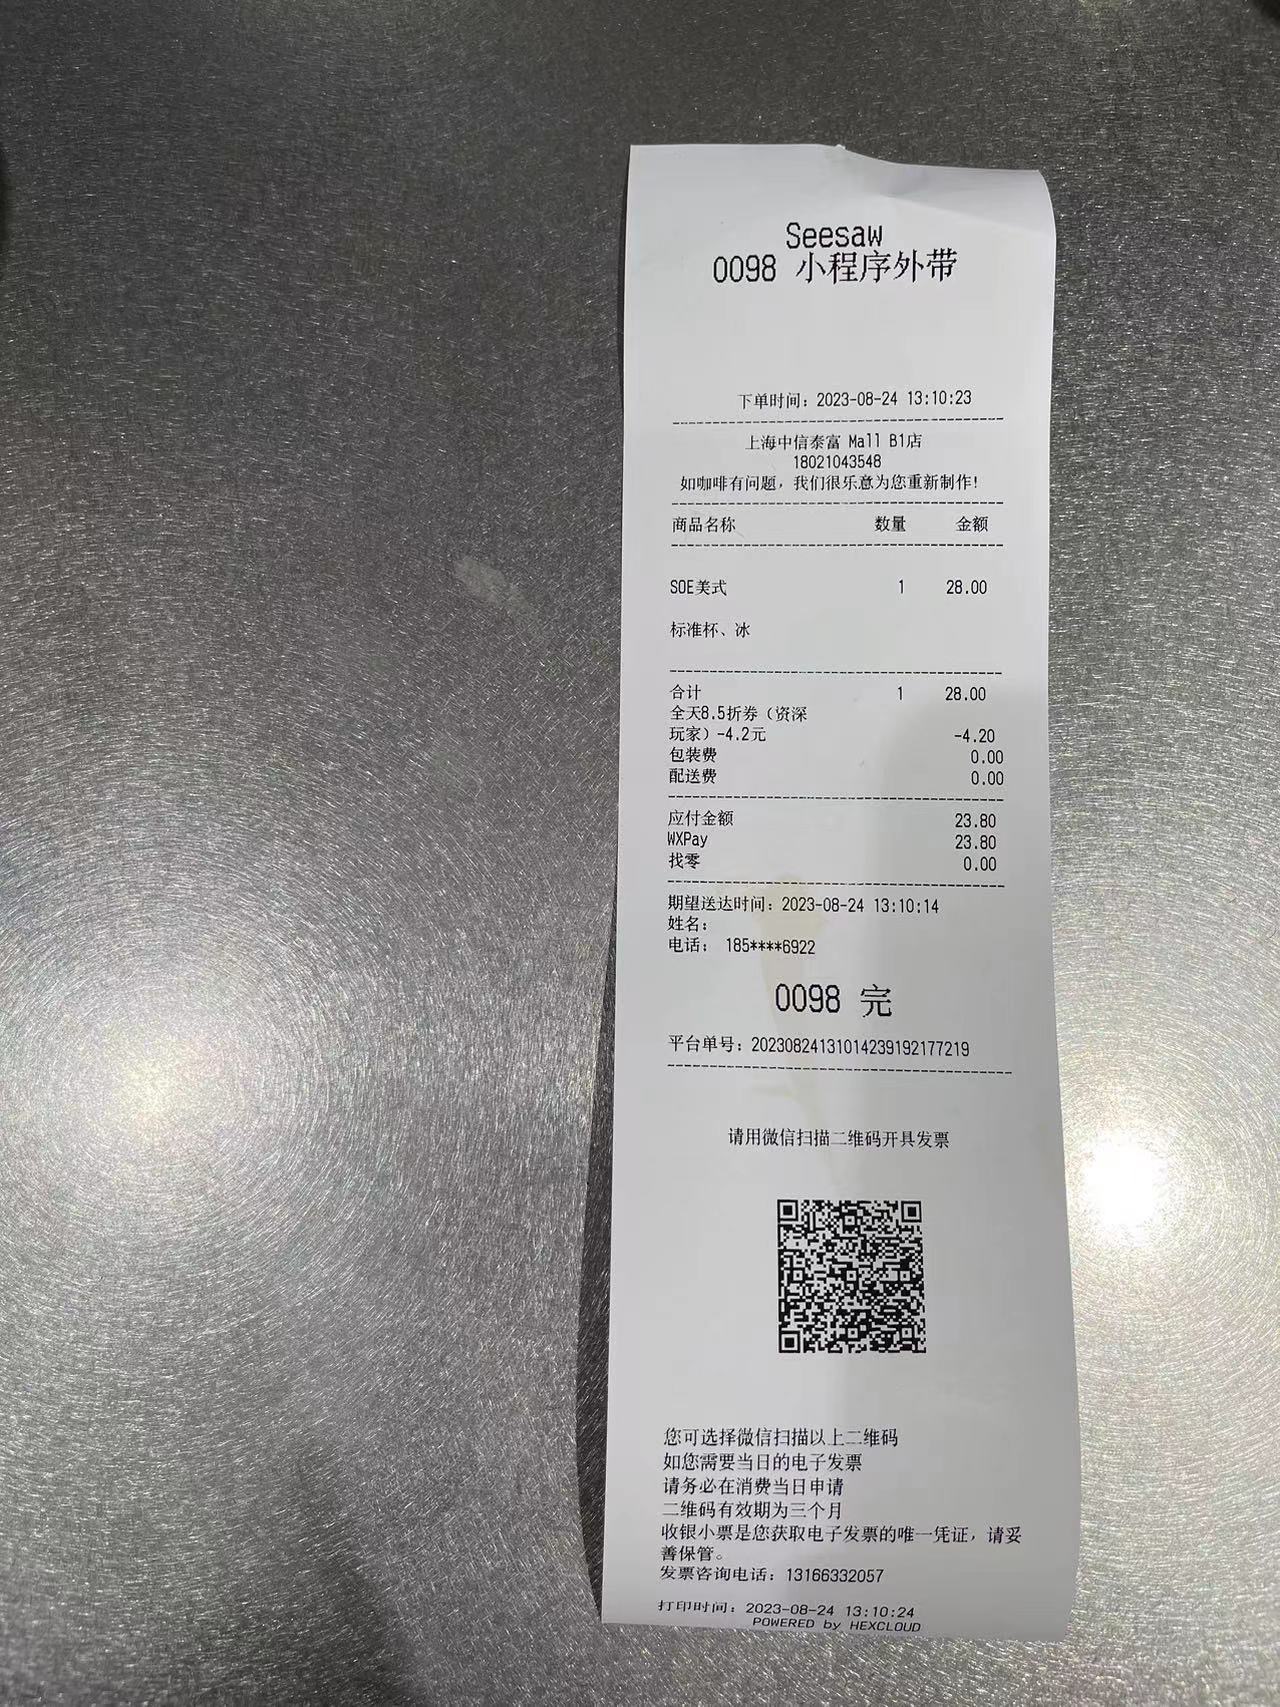 Seesaw
0098 小程序外带
下单时间: 2023-08-24 13:10:23
上海中信泰富 Mall B1店
18021043548
如咖啡有问题，我们很乐意为您重新制作!
商品名称 数量 金额
SOE美式 1 28.00
标准杯、冰
合计 1 28.00
全天8.5折券（资深
玩家）-4.2元 -4.20
包装费 0.00
配送费 0.00
应付金额 23.80
WXPay 23.80
找零 0.00
期望送达时间: 2023-08-24 13:10:14
姓名:
电话: 185****6922
0098 完
平台单号: 20230824131014239192177219
请用微信扫描二维码开具发票
您可选择微信扫描以上二维码
如您需要当日的电子发票
请务必在消费当日申请
二维码有效期为三个月
收银小票是您获取电子发票的唯一凭证，请妥
善保管。
发票咨询电话: 13166332057
打印时间: 2023-08-24 13:10:24
POWERED by HEXCLOUD